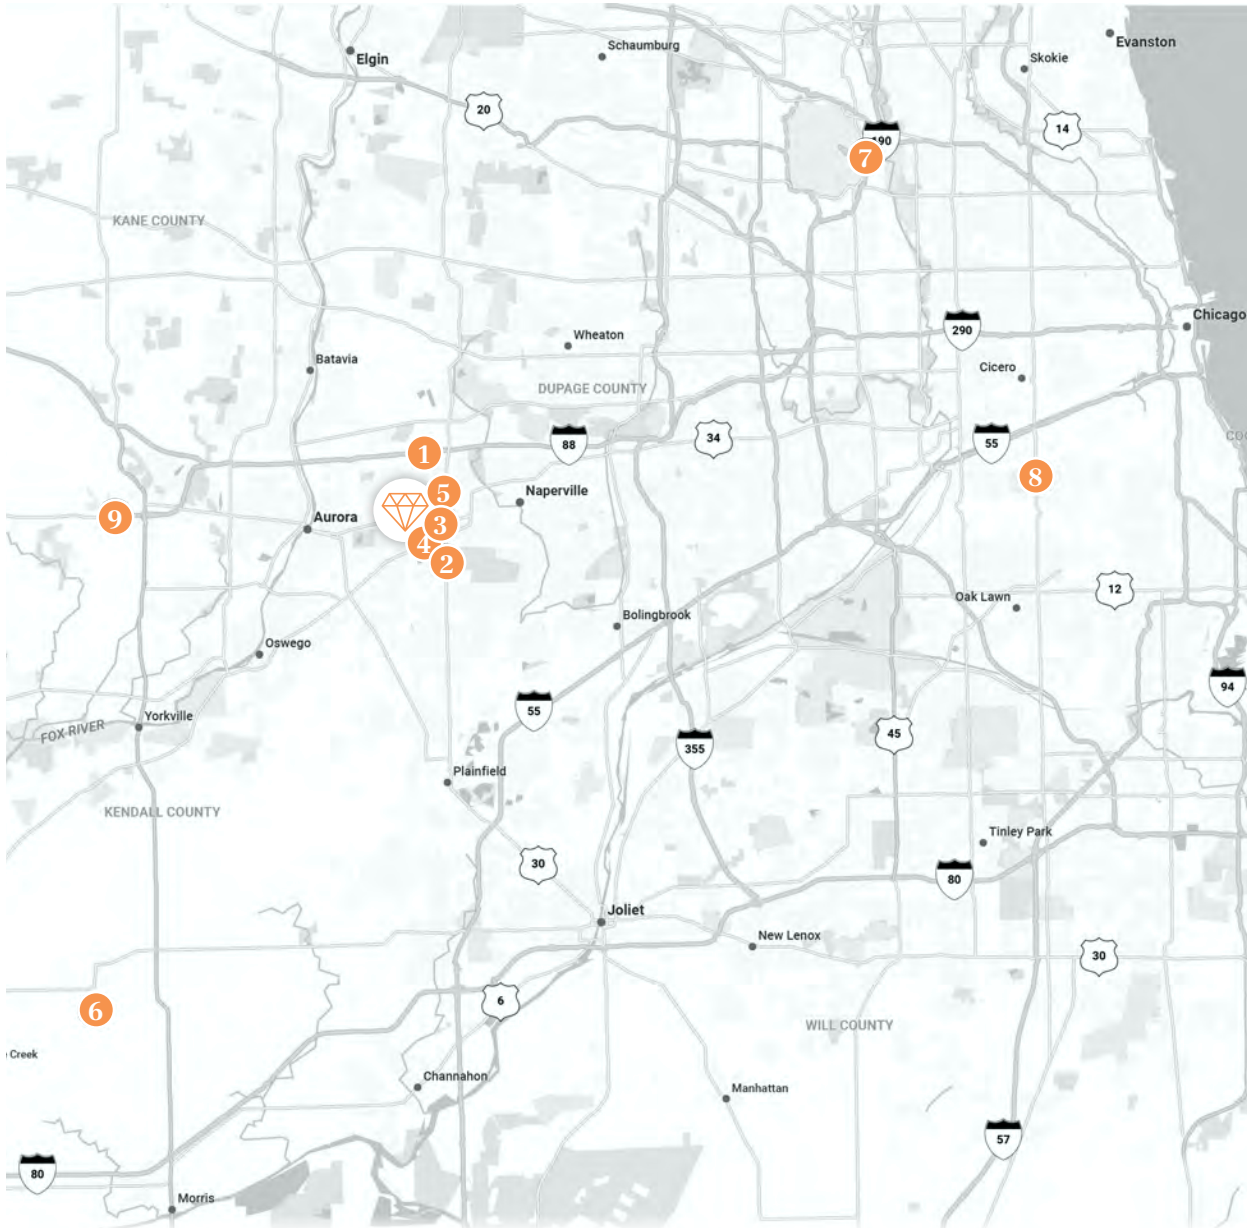 Evanston
Schaumburg
Elgin
Skokie
20
14
190
7
KANE COUNTY
Chicago
290
Wheaton
Batavia
Cicero
DUPAGE COUNTY
34
88
55
1
8
5
Naperville
9
Aurora
3
4
2
12
Oak Lawn
Bolingbrook
Oswego
94
55
Yorkville
FOX RIVER
45
355
Plainfield
KENDALL COUNTY
Tinley Park
30
80
Joliet
New Lenox
30
6
6
WILL COUNTY
Creek
Channahon
Manhattan
57
80
Morris